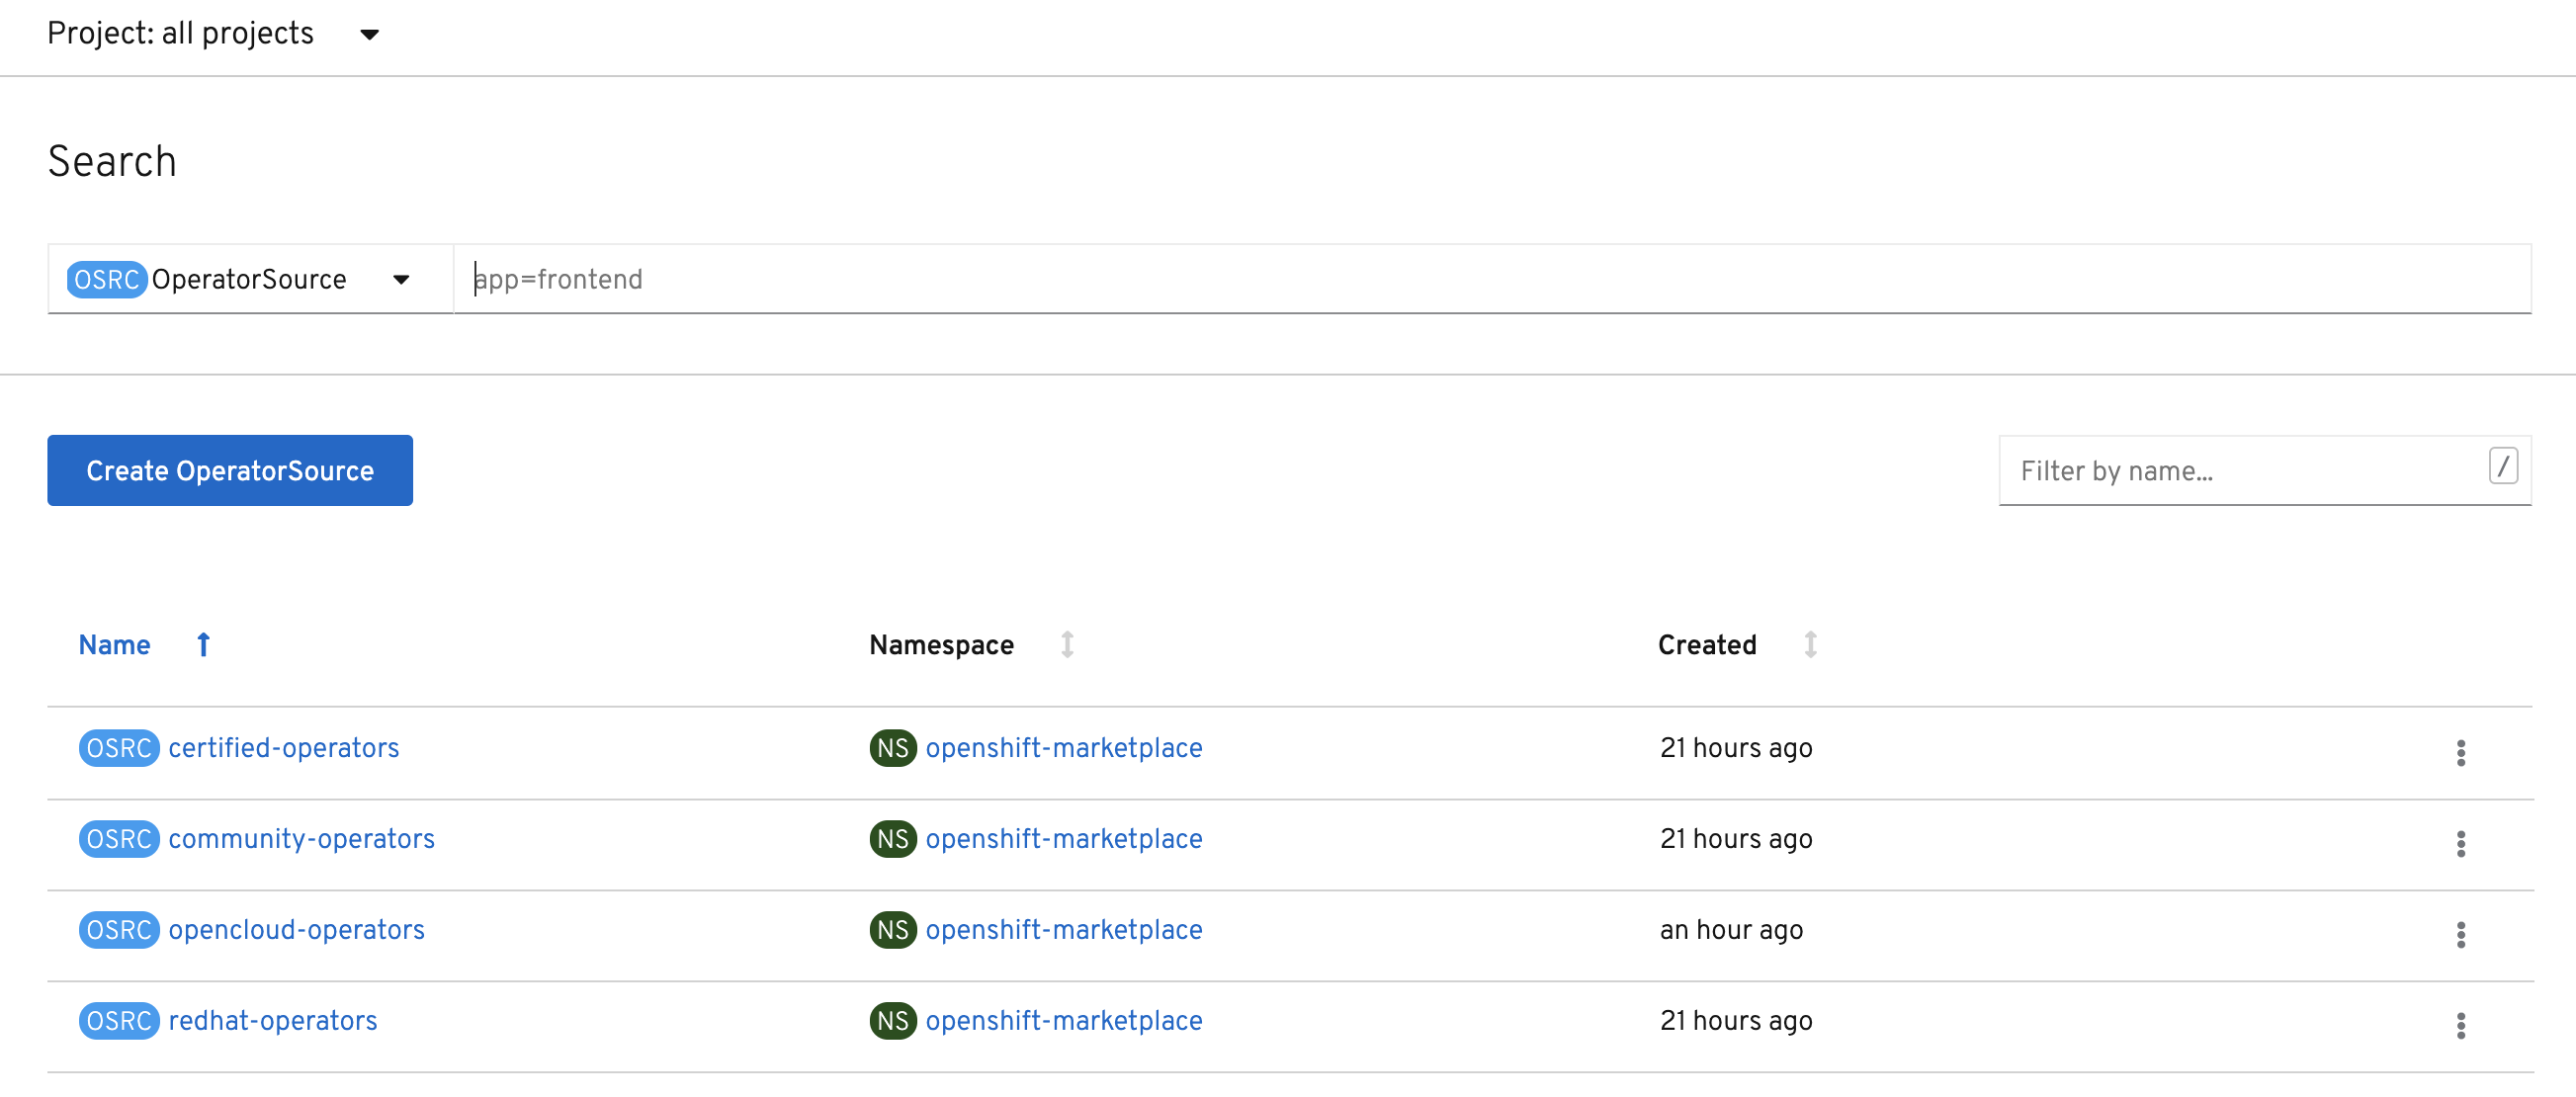 Project: all projects
Search
OSRC OperatorSource app=frontend
Create OperatorSource Filter by name... /
Name Namespace Created
OSRC certified-operators NS openshift-marketplace 21 hours ago
OSRC community-operators NS openshift-marketplace 21 hours ago
OSRC opencloud-operators NS openshift-marketplace an hour ago
OSRC redhat-operators NS openshift-marketplace 21 hours ago